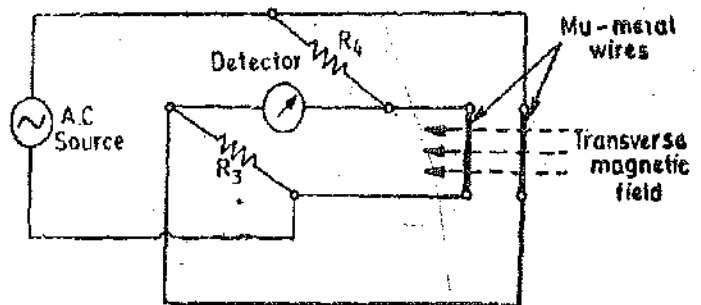 R4
Mu-metal
wires
Detector
A.C
Source
R3
Transverse
magnetic
field